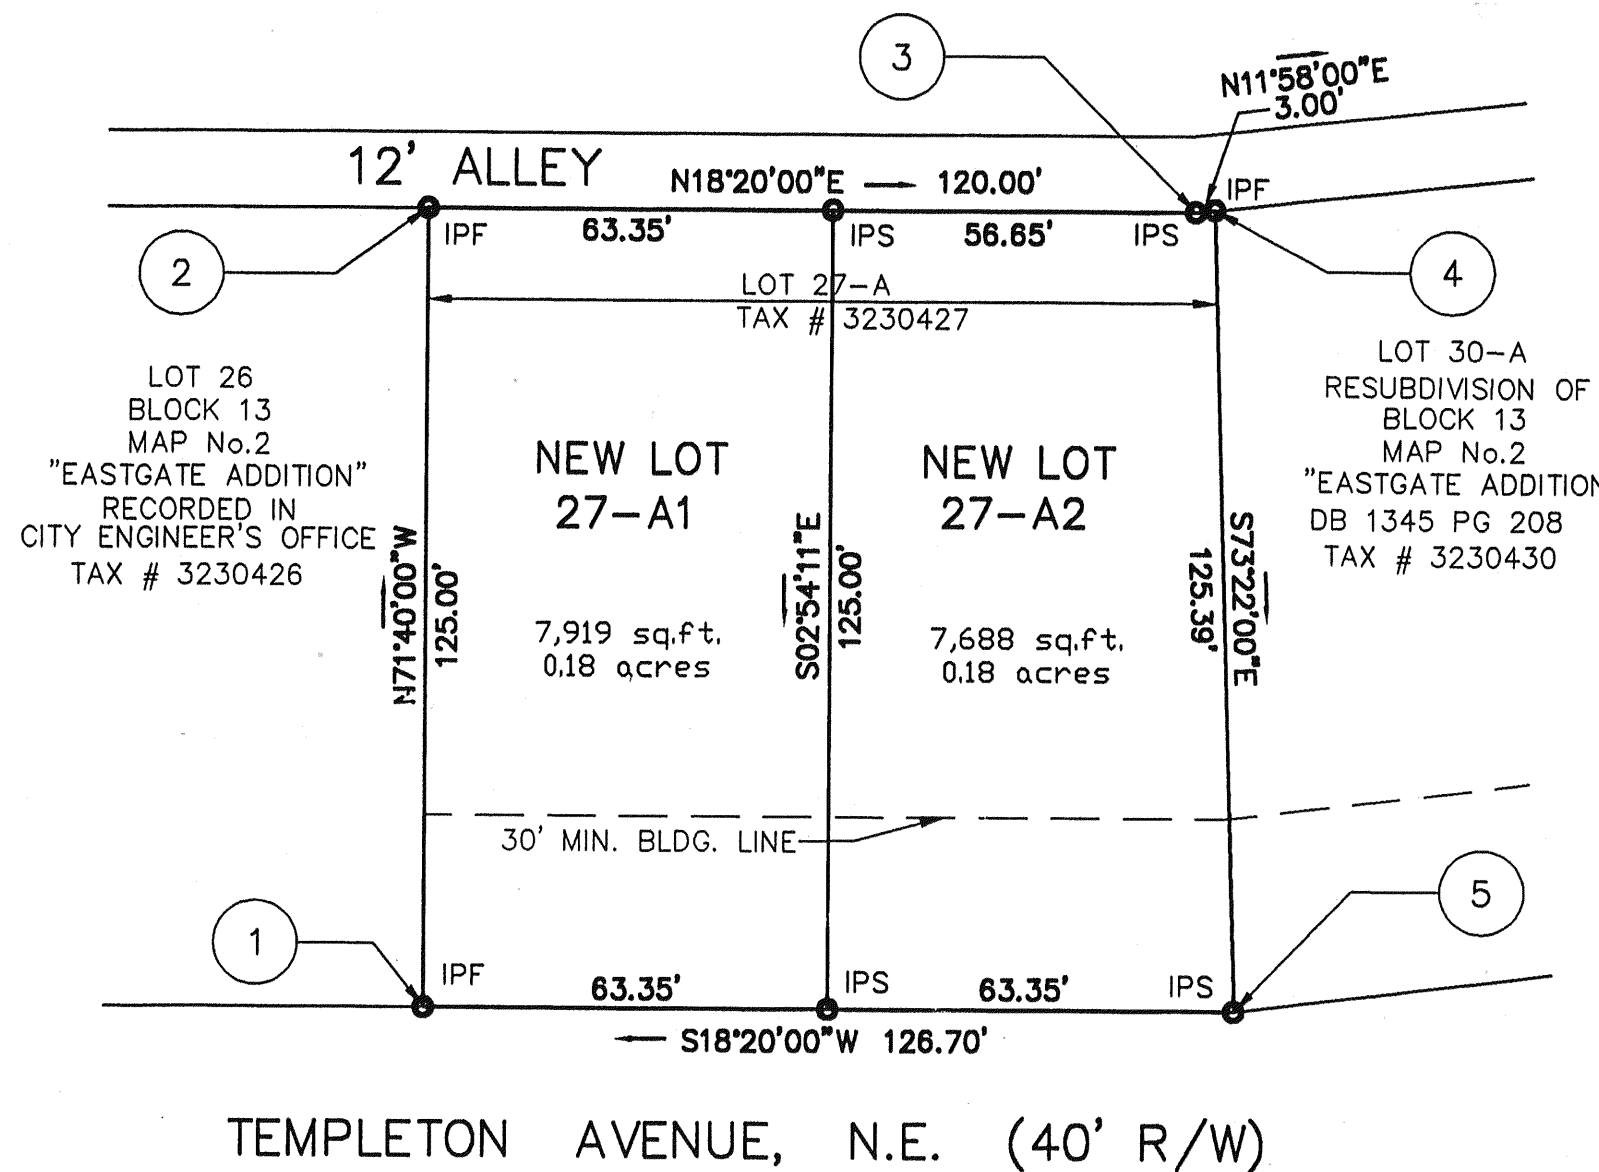 3
N11°58'00"E
3.00'
12' ALLEY
N18°20'00"E 120.00'
IPF
63.35'
IPS
56.65'
IPS
IPF
2
4
LOT 27-A
TAX # 3230427
LOT 26
BLOCK 13
MAP No.2
"EASTGATE ADDITION"
RECORDED IN
CITY ENGINEER'S OFFICE
TAX # 3230426
LOT 30-A
RESUBDIVISION OF
BLOCK 13
MAP No.2
"EASTGATE ADDITION
DB 1345 PG 208
TAX # 3230430
NEW LOT
27-A1
NEW LOT
27-A2
N71°40'00"W
125.00'
7,919 sq.ft.
0.18 acres
S02°54'11"E
125.00'
7,688 sq.ft.
0.18 acres
S73°22'00"E
125.39'
30' MIN. BLDG. LINE
1
5
IPF
63.35'
IPS
63.35'
IPS
S18°20'00"W 126.70'
TEMPLETON AVENUE, N.E. (40' R/W)